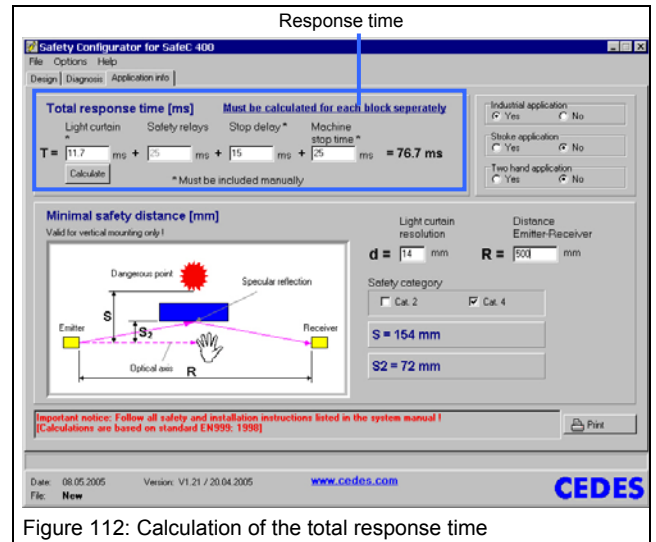 Response time
Safety Configurator for SafeC 400
File Options Help
Design Diagnosis Application info
Total response time [ms] Must be calculated for each block seperately
Light curtain * Safety relays Stop delay * Machine stop time *
T = 11.7 ms + 25 ms + 15 ms + 25 ms = 76.7 ms
Calculate * Must be included manually
Industrial application
Yes No
Stroke application
Yes No
Two hand application
Yes No
Minimal safety distance [mm]
Valid for vertical mounting only !
Light curtain resolution Distance Emitter-Receiver
d = 14 mm R = 500 mm
Dangerous point
Specular reflection
S
S2
Emitter
Receiver
Optical axis
R
Safety category
Cat. 2 Cat. 4
S = 154 mm
S2 = 72 mm
Important notice: Follow all safety and installation instructions listed in the system manual !
[Calculations are based on standard EN999: 1998]
Print
Date: 08.05.2005 Version: V1.21 / 20.04.2005 www.cedes.com
File: New
CEDES
Figure 112: Calculation of the total response time